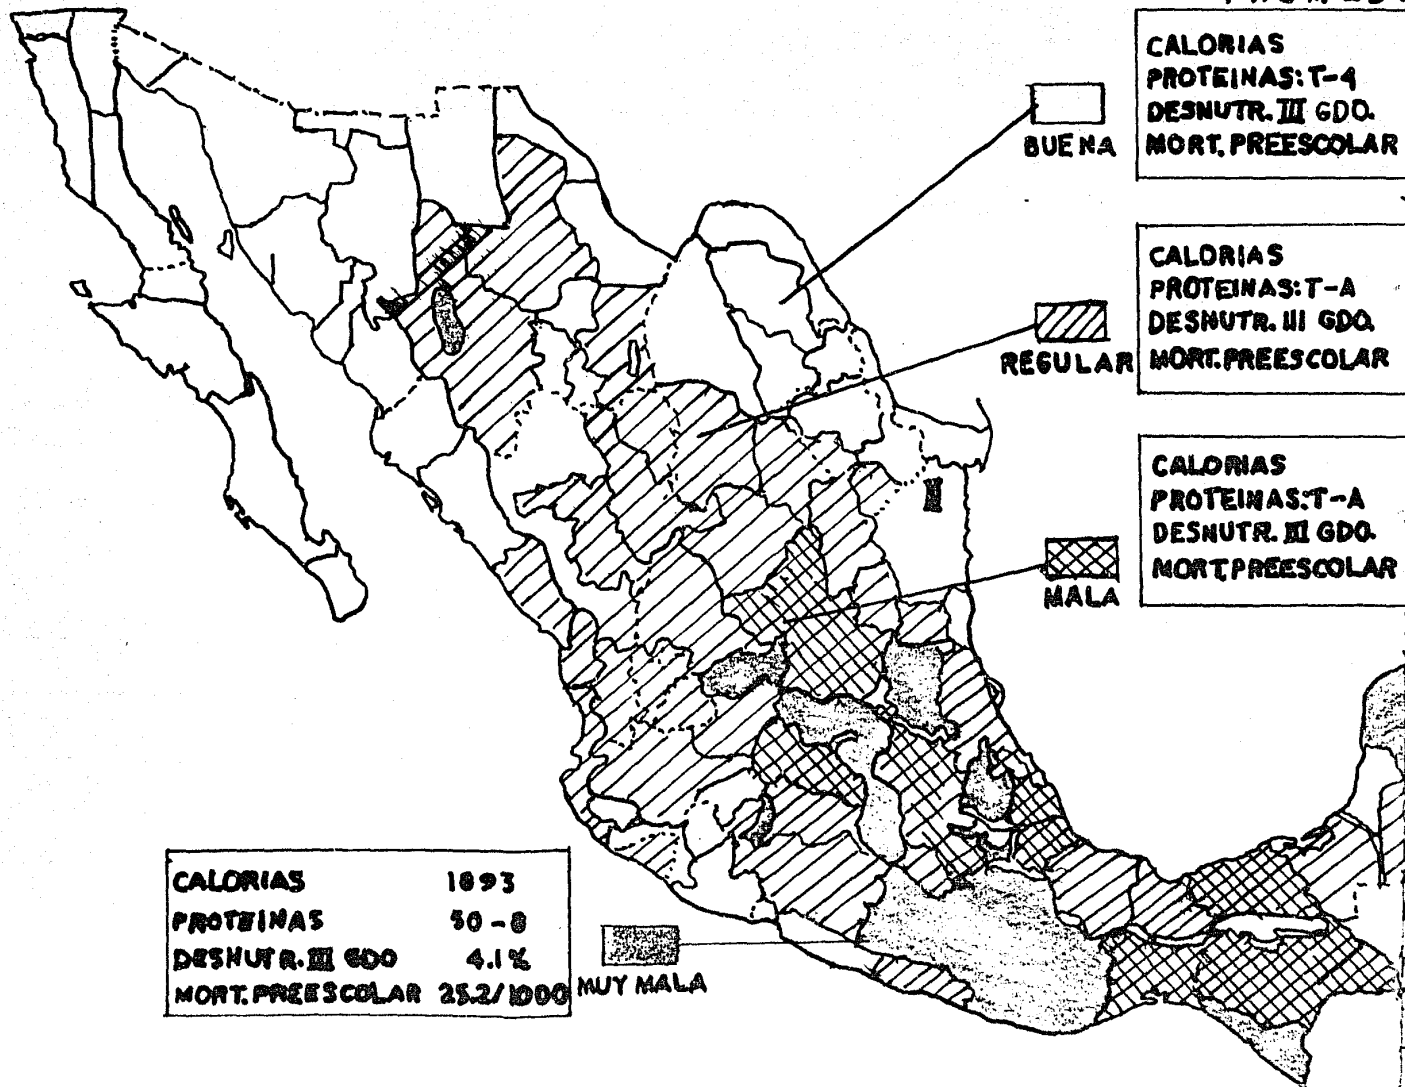 CALORIAS
PROTEINAS: T-4
DESNUTR. III GDO.
MORT. PREESCOLAR
BUENA
CALORIAS
PROTEINAS: T-A
DESNUTR. III GDO.
MORT. PREESCOLAR
REGULAR
CALORIAS
PROTEINAS: T-A
DESNUTR. III GDO.
MORT. PREESCOLAR
MALA
CALORIAS 1893
PROTEINAS 50-8
DESNUTR. III GDO 4.1%
MORT. PREESCOLAR 25.2/1000
MUY MALA